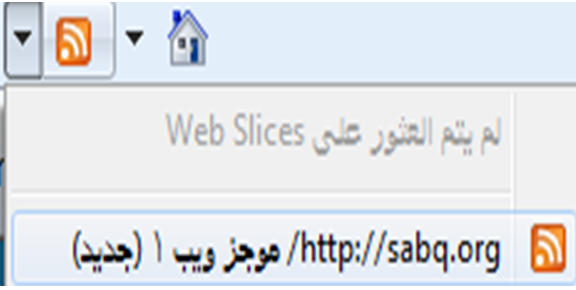 لم يتم العثور على Web Slices
http://sabq.org/ موجز ويب ١ (جديد)